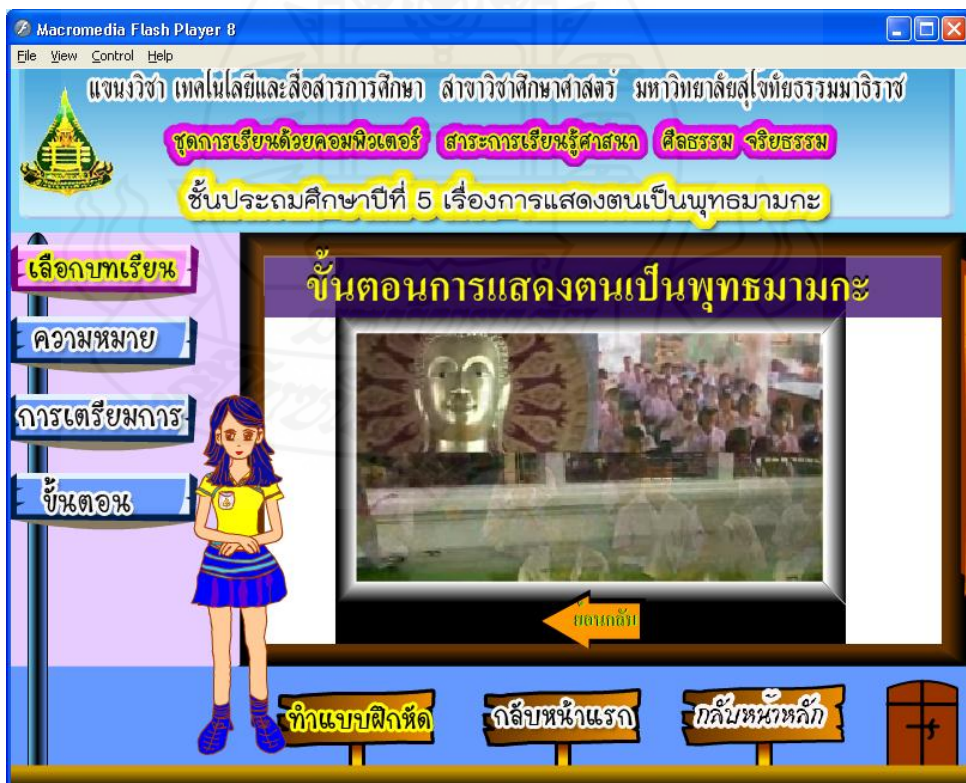 Macromedia Flash Player 8
File View Control Help
แขนงวิชา เทคโนโลยีและสื่อสารการศึกษา สาขาวิชาศึกษาศาสตร์ มหาวิทยาลัยสุโขทัยธรรมมาธิราช
ชุดการเรียนด้วยคอมพิวเตอร์ สาระการเรียนรู้ศาสนา ศีลธรรม จริยธรรม
ชั้นประถมศึกษาปีที่ 5 เรื่องการแสดงตนเป็นพุทธมามกะ
เลือกบทเรียน
ความหมาย
การเตรียมการ
ขั้นตอน
ขั้นตอนการแสดงตนเป็นพุทธมามกะ
ย้อนกลับ
ทำแบบฝึกหัด
กลับหน้าแรก
กลับหน้าหลัก